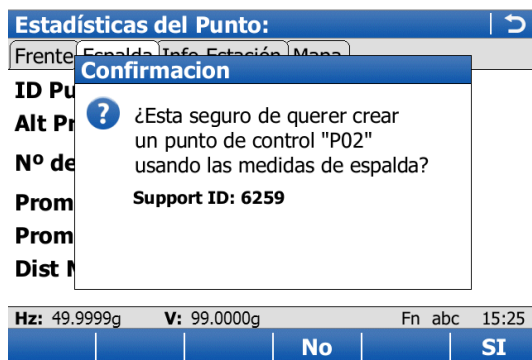 Estadísticas del Punto:
Frente Espalda Info Estación Mapa
Confirmacion
ID Pu
Alt Pr
Nº de
Prom
Prom
Dist
¿Esta seguro de querer crear
un punto de control "P02"
usando las medidas de espalda?
Support ID: 6259
Hz: 49.9999g V: 99.0000g Fn abc 15:25
No SI